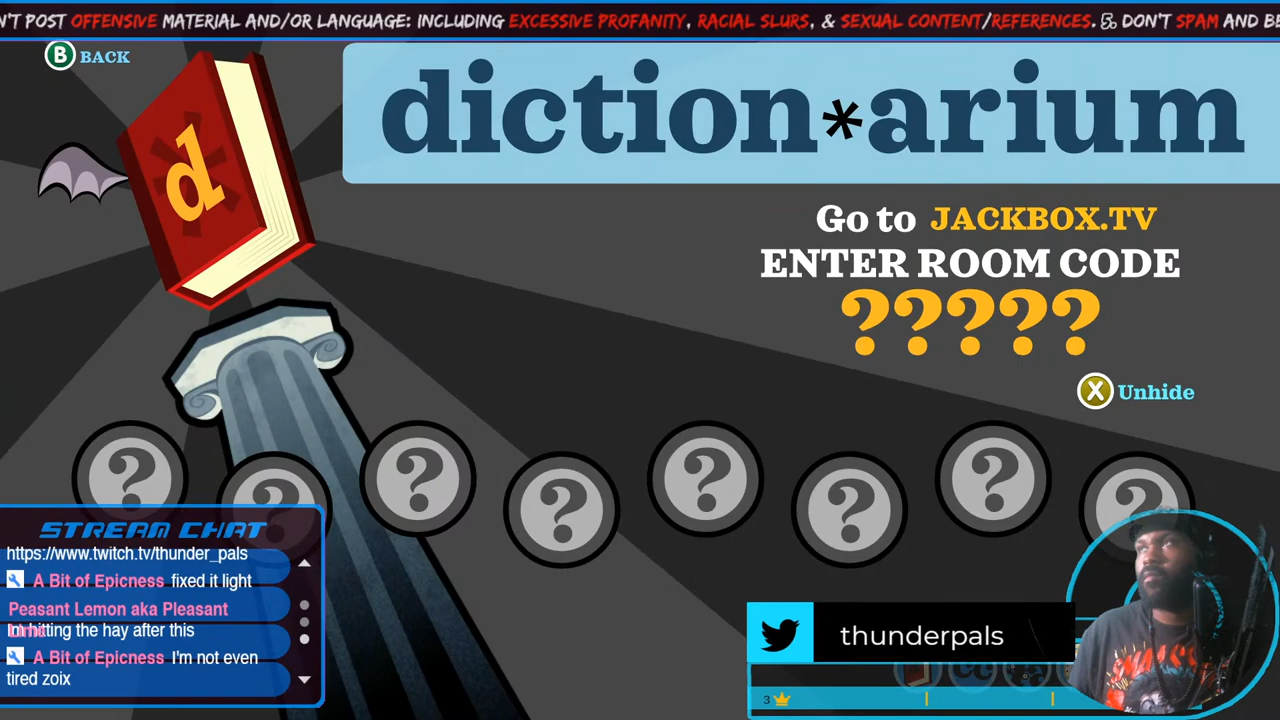 N'T POST OFFENSIVE MATERIAL AND/OR LANGUAGE: INCLUDING EXCESSIVE PROFANITY, RACIAL SLURS, & SEXUAL CONTENT/REFERENCES. DON'T SPAM AND BE
B BACK
diction*arium
d
Go to JACKBOX.TV
ENTER ROOM CODE
?????
X Unhide
? ? ? ? ? ? ? ?
STREAM CHAT
https://www.twitch.tv/thunder_pals
A Bit of Epicness fixed it light
Peasant Lemon aka Pleasant
hitting the hay after this
A Bit of Epicness I'm not even
tired zoix
thunderpals
3